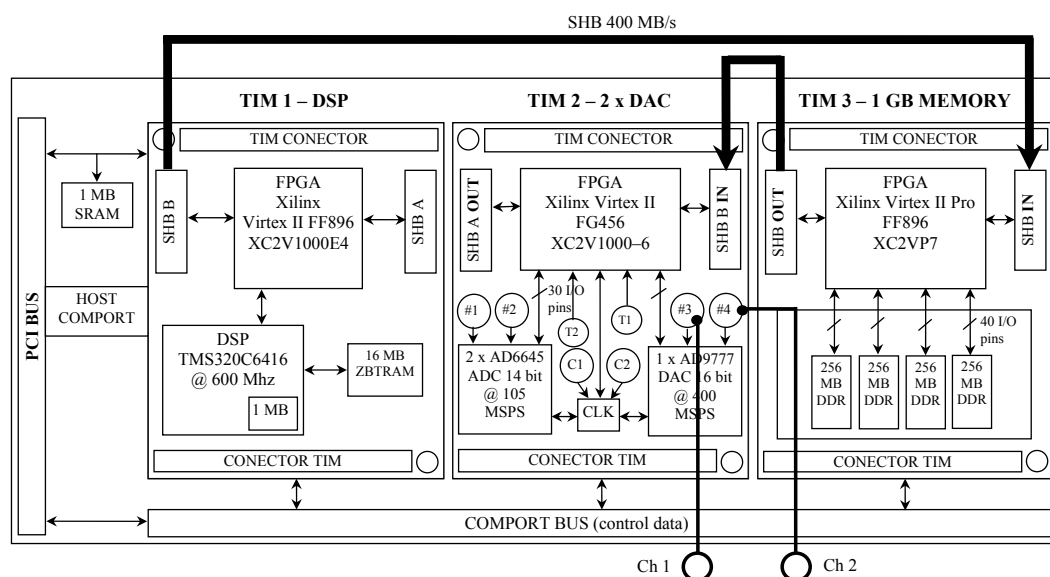 SHB 400 MB/s
TIM 1 – DSP
TIM 2 – 2 x DAC
TIM 3 – 1 GB MEMORY
PCI BUS
1 MB
SRAM
HOST
COMPORT
TIM CONECTOR
SHB B
FPGA
Xilinx
Virtex II FF896
XC2V1000E4
SHB A
DSP
TMS320C6416
@ 600 Mhz
1 MB
16 MB
ZBTRAM
CONECTOR TIM
TIM CONECTOR
SHB A OUT
FPGA
Xilinx Virtex II
FG456
XC2V1000–6
SHB B IN
30 I/O
pins
#1
#2
T2
T1
#3
#4
C1
C2
2 x AD6645
ADC 14 bit
@ 105
MSPS
CLK
1 x AD9777
DAC 16 bit
@ 400
MSPS
CONECTOR TIM
TIM CONECTOR
SHB OUT
FPGA
Xilinx Virtex II Pro
FF896
XC2VP7
SHB IN
40 I/O
pins
256
MB
DDR
256
MB
DDR
256
MB
DDR
256
MB
DDR
CONECTOR TIM
COMPORT BUS (control data)
Ch 1
Ch 2